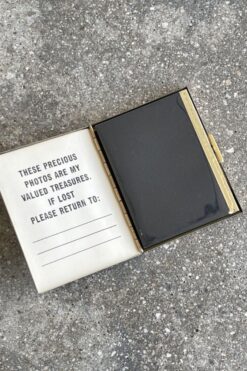 THESE PRECIOUS
PHOTOS ARE MY
VALUED TREASURES.
IF LOST
PLEASE RETURN TO: